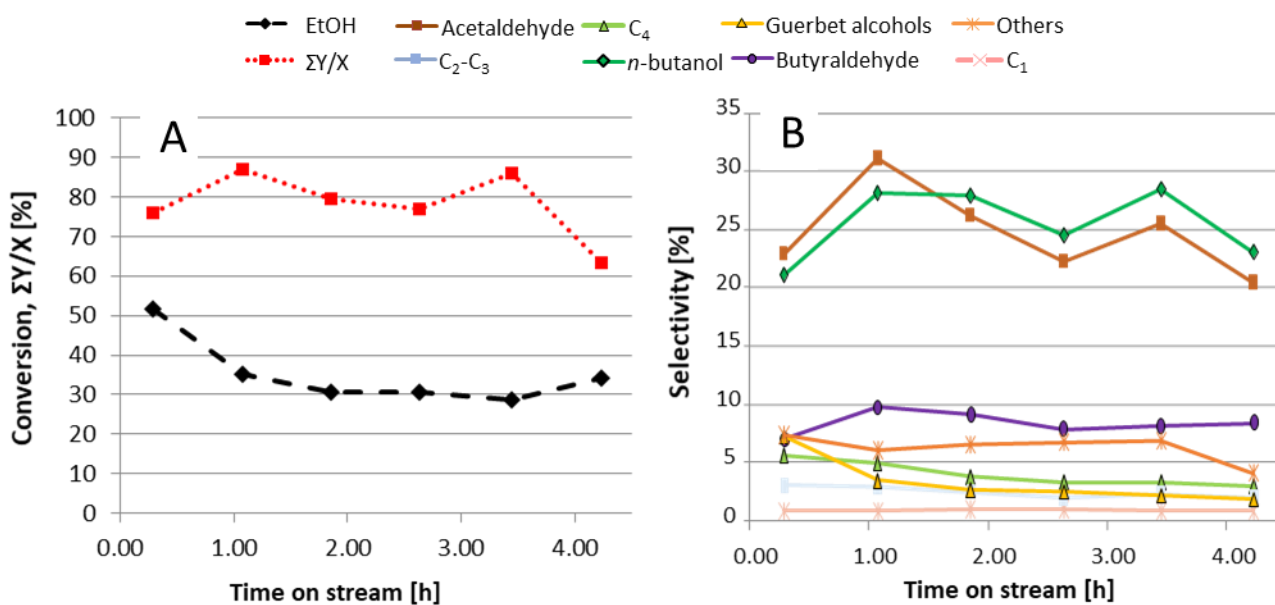 EtOH Acetaldehyde C₄ Guerbet alcohols Others
ΣY/X C₂-C₃ n-butanol Butyraldehyde C₁
A
Conversion, ΣY/X [%]
100
90
80
70
60
50
40
30
20
10
0
0.00 1.00 2.00 3.00 4.00
Time on stream [h]
B
Selectivity [%]
35
30
25
20
15
10
5
0
0.00 1.00 2.00 3.00 4.00
Time on stream [h]